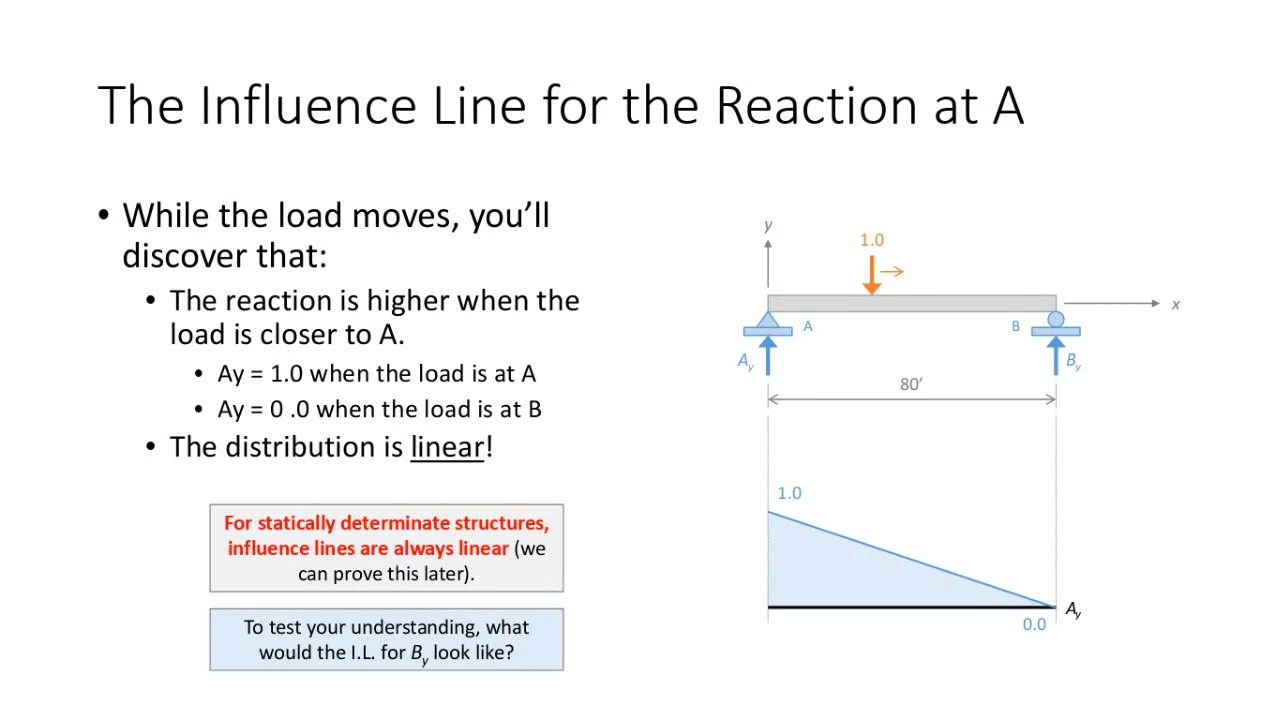 The Influence Line for the Reaction at A
• While the load moves, you’ll
discover that:
• The reaction is higher when the
load is closer to A.
• Ay = 1.0 when the load is at A
• Ay = 0 .0 when the load is at B
• The distribution is linear!
For statically determinate structures,
influence lines are always linear (we
can prove this later).
To test your understanding, what
would the I.L. for By look like?
y
1.0
x
A
B
Ay
By
80’
1.0
Ay
0.0